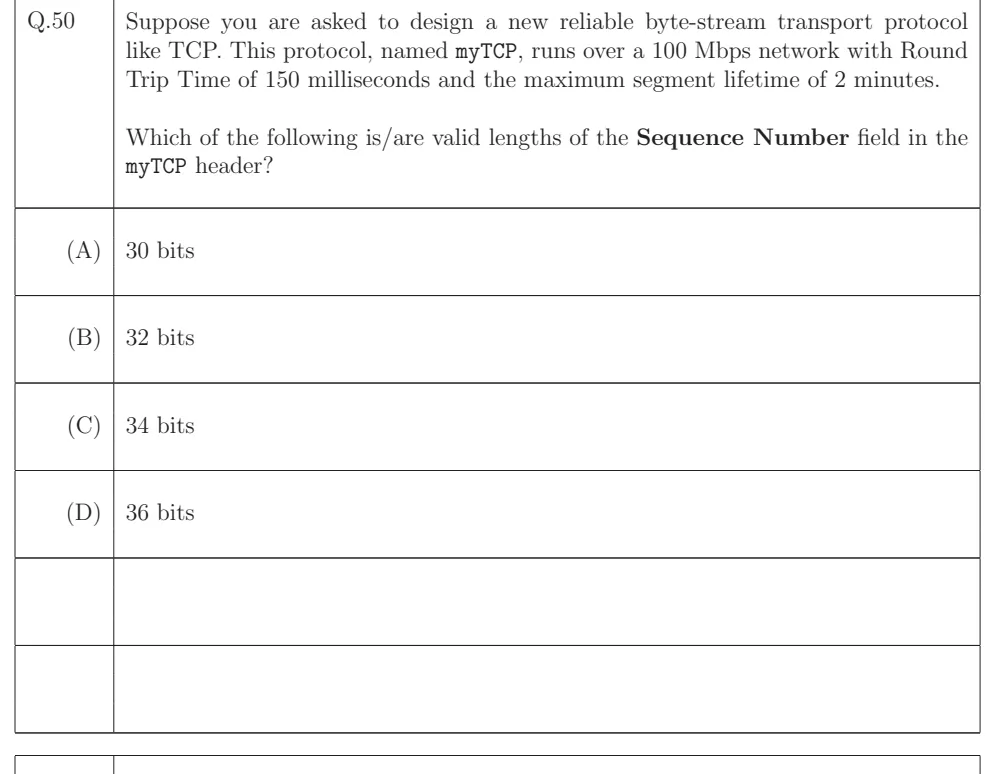 Q.50 Suppose you are asked to design a new reliable byte-stream transport protocol
like TCP. This protocol, named myTCP, runs over a 100 Mbps network with Round
Trip Time of 150 milliseconds and the maximum segment lifetime of 2 minutes.
Which of the following is/are valid lengths of the Sequence Number field in the
myTCP header?
(A) 30 bits
(B) 32 bits
(C) 34 bits
(D) 36 bits